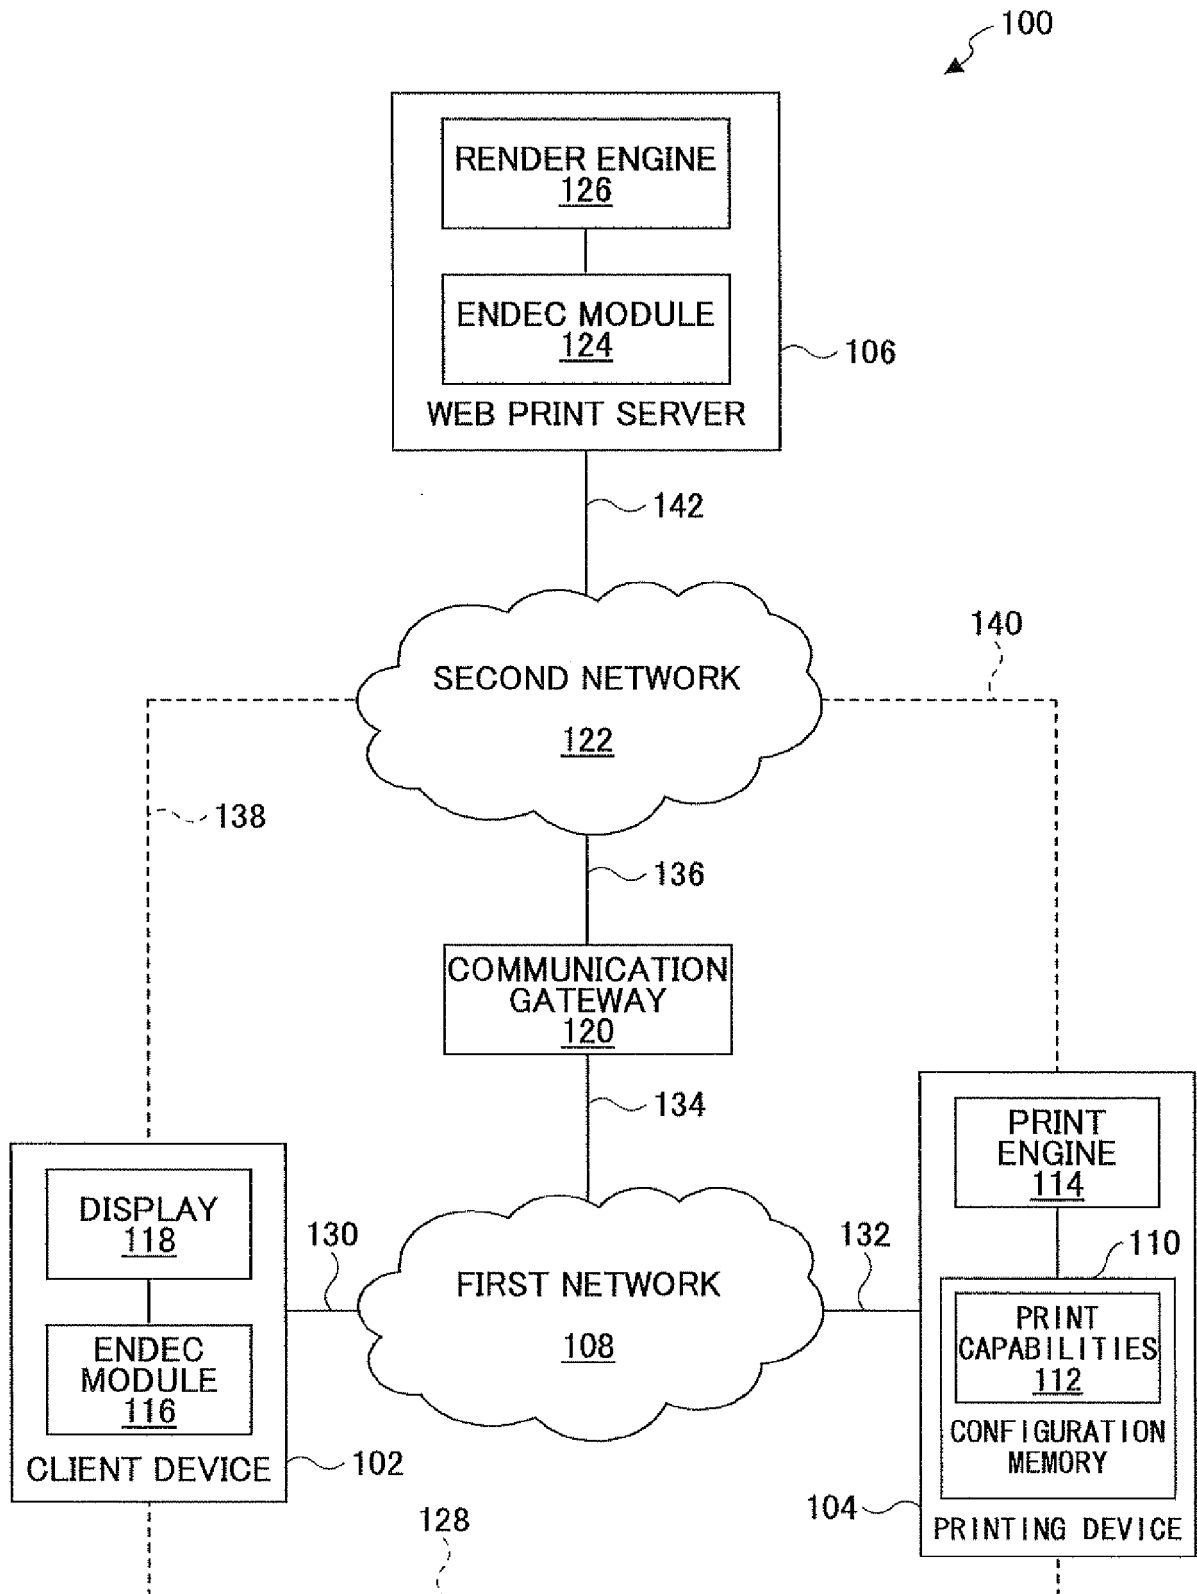 100
RENDER ENGINE
126
ENDEC MODULE
124
106
WEB PRINT SERVER
142
140
SECOND NETWORK
122
138
136
COMMUNICATION
GATEWAY
120
134
PRINT
ENGINE
114
DISPLAY
118
130
132
110
FIRST NETWORK
108
PRINT
CAPABILITIES
112
ENDEC
MODULE
116
CONFIGURATION
MEMORY
CLIENT DEVICE
102
104
128
PRINTING DEVICE